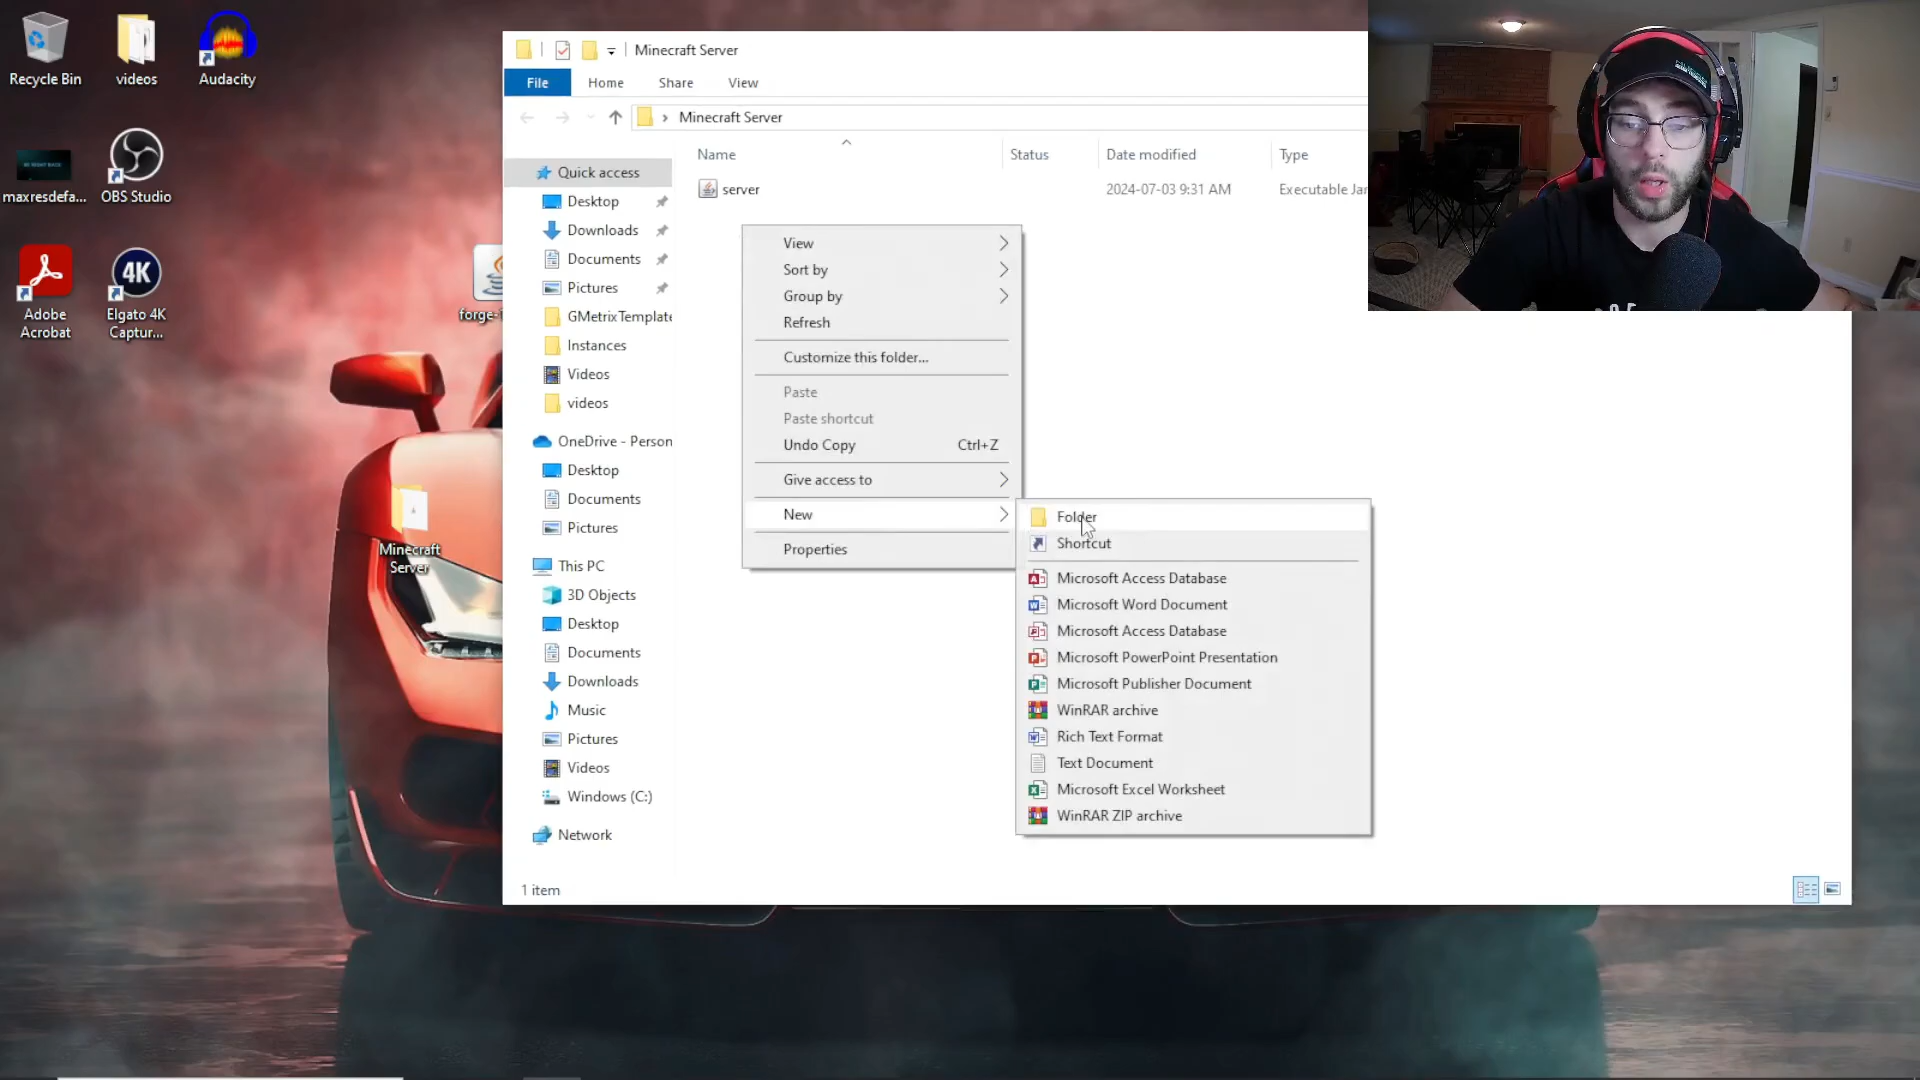 Recycle Bin
videos
Audacity
maxresdefa...
OBS Studio
Adobe
Acrobat
4K
Elgato 4K
Captur...
forge-
Minecraft
Server
Minecraft Server
File
Home
Share
View
Minecraft Server
Name
Status
Date modified
Type
server
2024-07-03 9:31 AM
Executable Jar
Quick access
Desktop
Downloads
Documents
Pictures
GMetrixTemplate
Instances
Videos
videos
OneDrive - Person
Desktop
Documents
Pictures
This PC
3D Objects
Desktop
Documents
Downloads
Music
Pictures
Videos
Windows (C:)
Network
1 item
View
Sort by
Group by
Refresh
Customize this folder...
Paste
Paste shortcut
Undo Copy Ctrl+Z
Give access to
New
Properties
Folder
Shortcut
Microsoft Access Database
Microsoft Word Document
Microsoft Access Database
Microsoft PowerPoint Presentation
Microsoft Publisher Document
WinRAR archive
Rich Text Format
Text Document
Microsoft Excel Worksheet
WinRAR ZIP archive